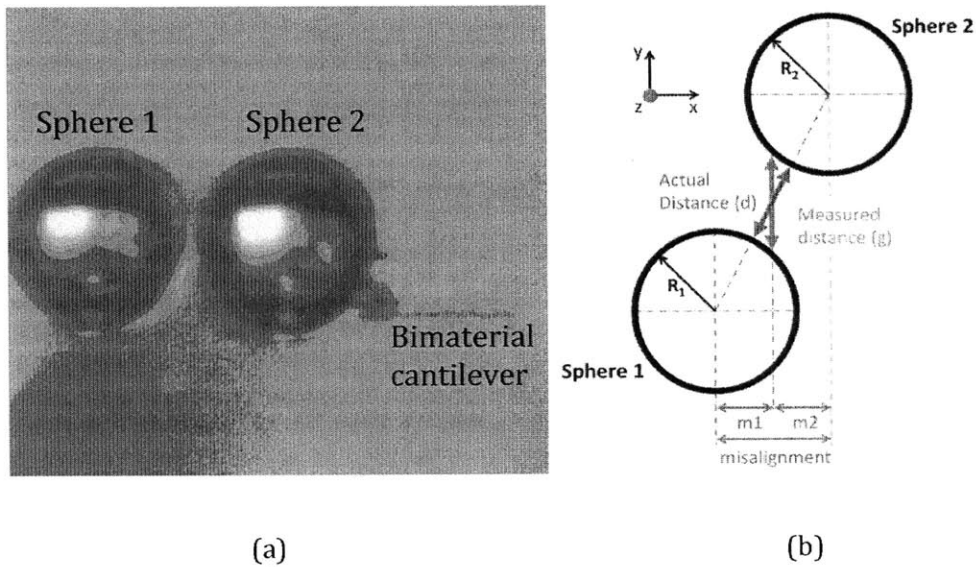 Sphere 1
Sphere 2
Bimaterial
cantilever
(a)
Sphere 2
R2
y
x
z
Actual
Distance (d)
Measured
distance (g)
R1
Sphere 1
m1
m2
misalignment
(b)